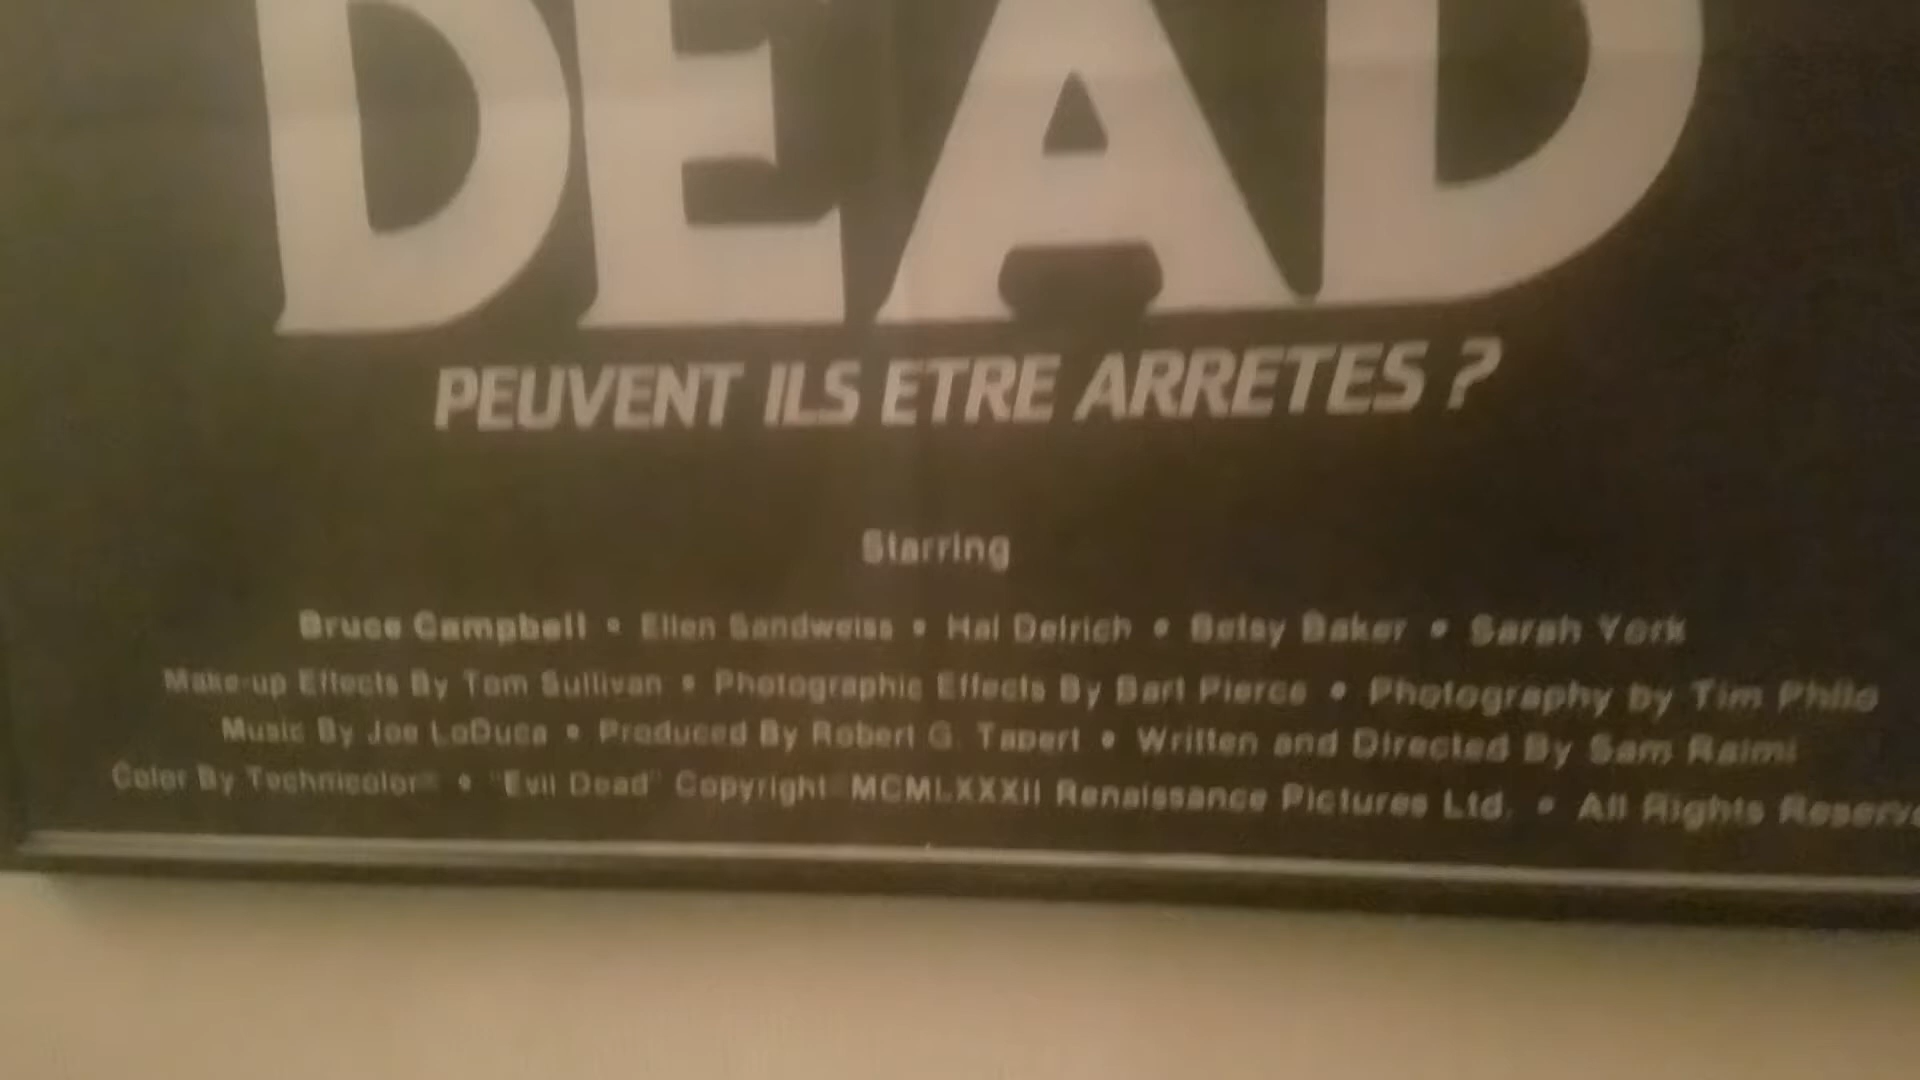 DEAD
PEUVENT ILS ETRE ARRETES ?
Starring
Bruce Campbell • Ellen Sandweiss • Hal Delrich • Betsy Baker • Sarah York
Make-up Effects By Tom Sullivan • Photographic Effects By Bart Pierce • Photography by Tim Philo
Music By Joe LoDuca • Produced By Robert G. Tapert • Written and Directed By Sam Raimi
Color By Technicolor • "Evil Dead" Copyright MCMLXXXII Renaissance Pictures Ltd. • All Rights